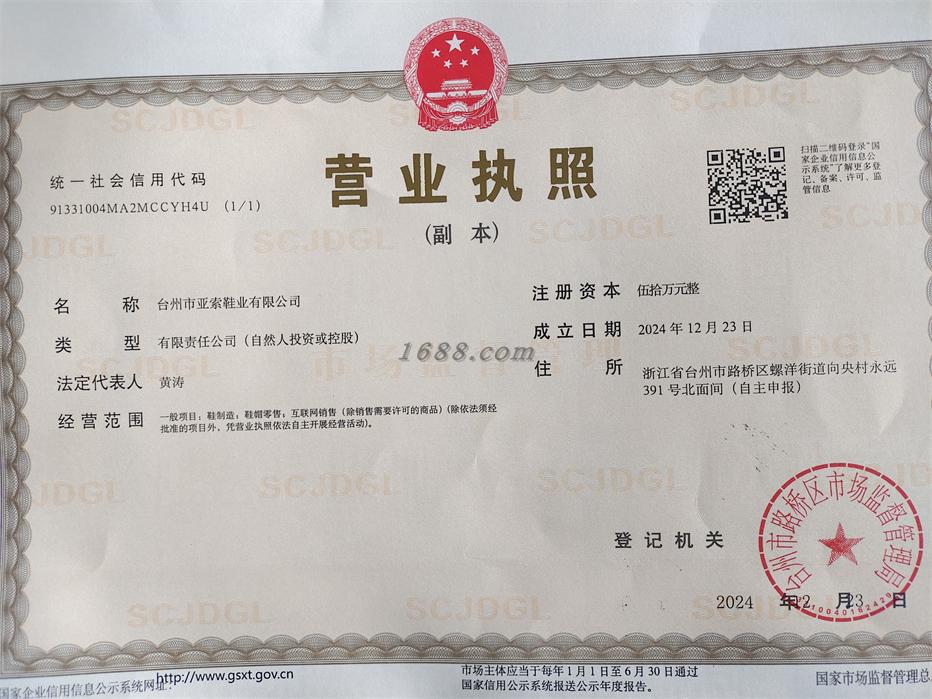 统一社会信用代码
91331004MA2MCCYH4U (1/1)
营业执照
(副 本)
扫描二维码登录“国
家企业信用信息公
示系统”了解更多登
记、备案、许可、监
管信息
名 称 台州市亚索鞋业有限公司
类 型 有限责任公司（自然人投资或控股）
法定代表人 黄涛
经营范围 一般项目：鞋制造；鞋帽零售；互联网销售（除销售需要许可的商品）（除依法须经
批准的项目外，凭营业执照依法自主开展经营活动）。
注册资本 伍拾万元整
成立日期 2024年12月23日
住 所 浙江省台州市路桥区螺洋街道向央村永远
391号北面间（自主申报）
1688.com
市场监督管理
SCJDGL
登记机关
台州市路桥区市场监督管理局
2024 年12 月23 日
国家企业信用信息公示系统网址：
http://www.gsxt.gov.cn
市场主体应当于每年1月1日至6月30日通过
国家信用公示系统报送公示年度报告。
国家市场监督管理总